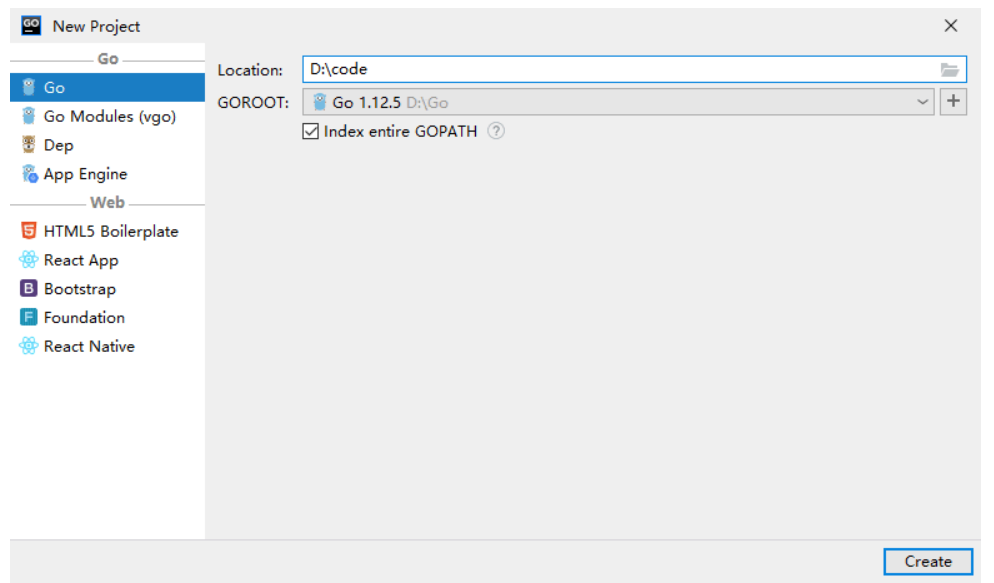 GO New Project
Go
Go
Go Modules (vgo)
Dep
App Engine
Web
5 HTML5 Boilerplate
React App
B Bootstrap
F Foundation
React Native
Location: D:\code
GOROOT: Go 1.12.5 D:\Go
Index entire GOPATH ?
Create